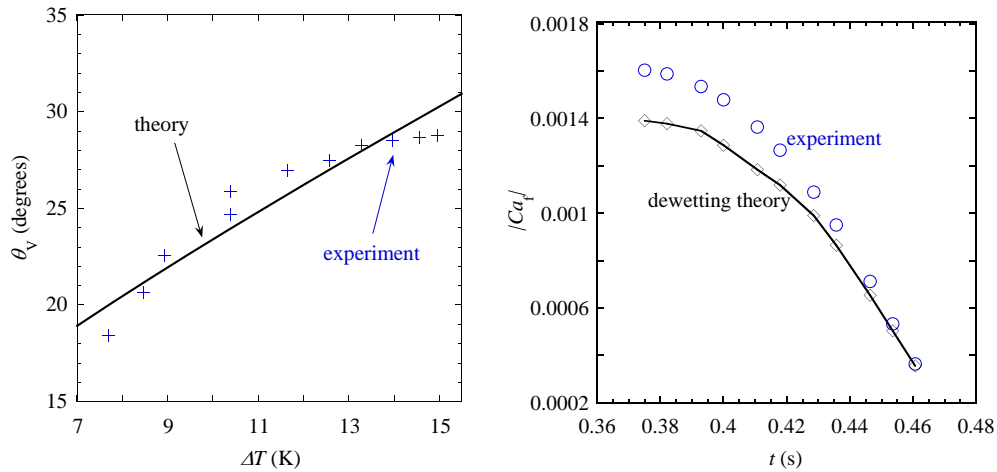 35
30
25
20
15
θV (degrees)
theory
experiment
7
9
11
13
15
ΔT (K)
0.0018
0.0014
0.001
0.0006
0.0002
|Caf|
experiment
dewetting theory
0.36
0.38
0.4
0.42
0.44
0.46
0.48
t (s)